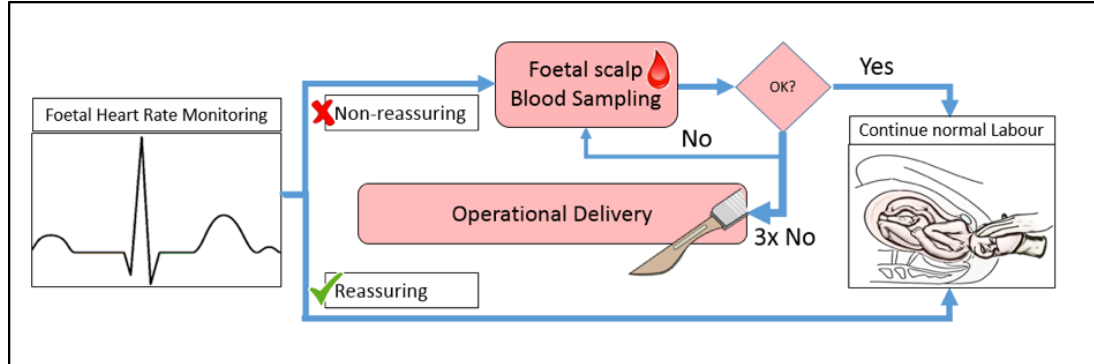 Foetal Heart Rate Monitoring
Non-reassuring
Foetal scalp
Blood Sampling
OK?
Yes
No
Continue normal Labour
Operational Delivery
3x No
Reassuring